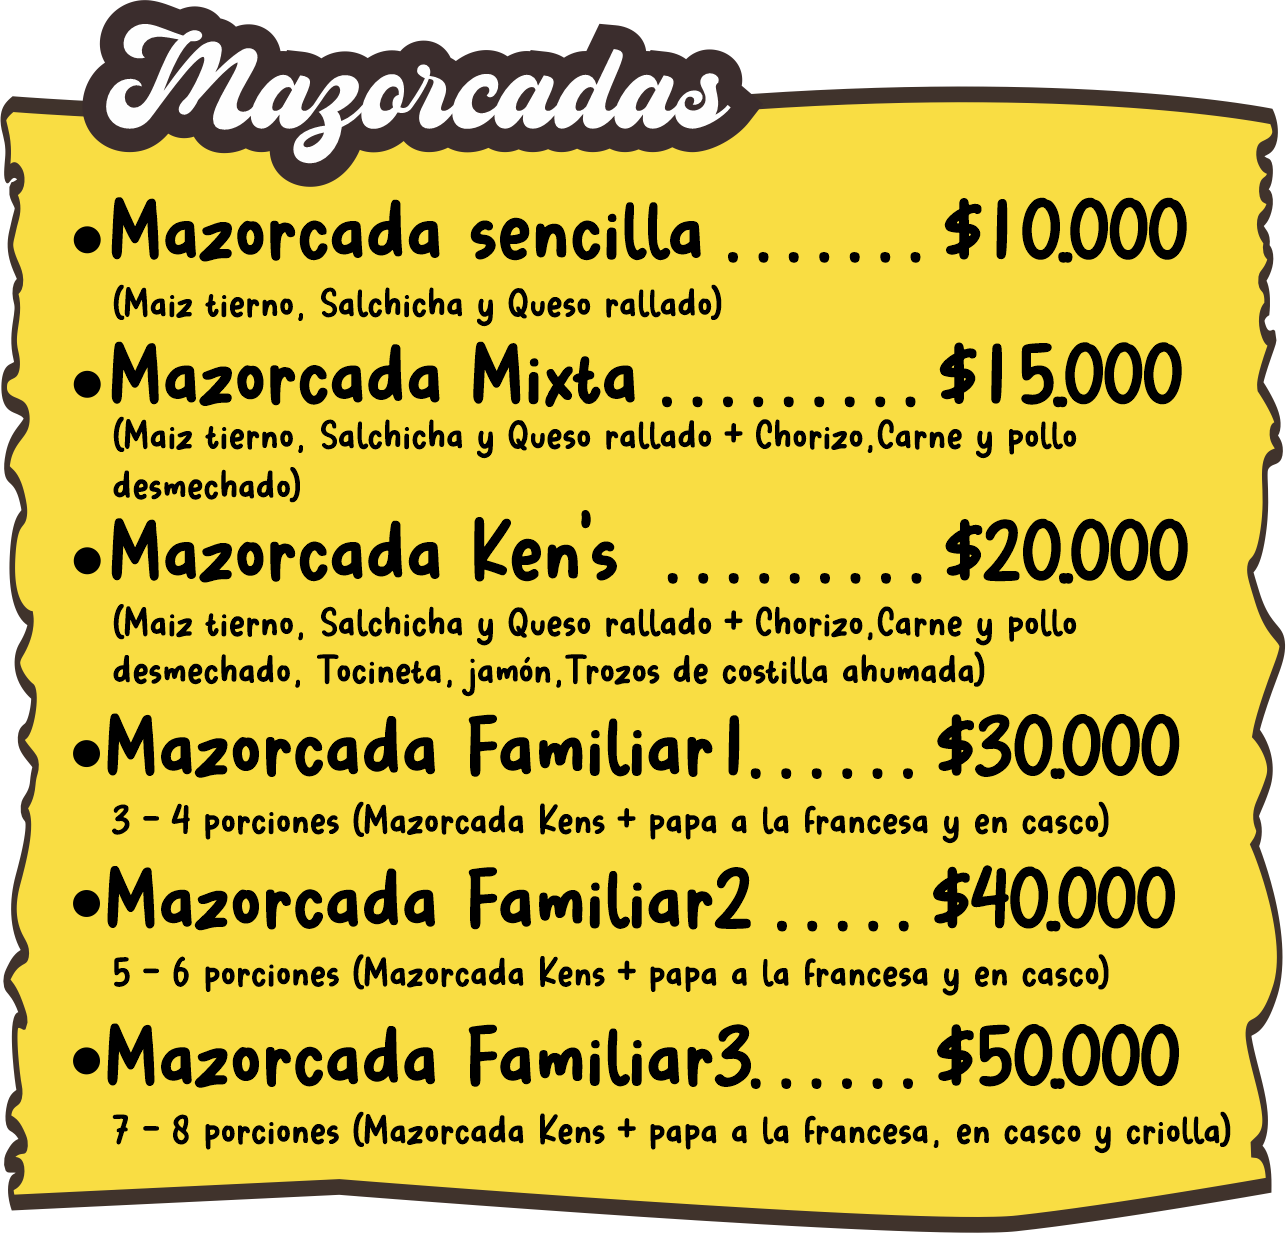 Mazorcadas
•Mazorcada sencilla ....... $10.000
(Maiz tierno, Salchicha y Queso rallado)
•Mazorcada Mixta ......... $15.000
(Maiz tierno, Salchicha y Queso rallado + Chorizo,Carne y pollo
desmechado)
•Mazorcada Ken's ......... $20.000
(Maiz tierno, Salchicha y Queso rallado + Chorizo,Carne y pollo
desmechado, Tocineta, jamón,Trozos de costilla ahumada)
•Mazorcada Familiar1...... $30.000
3 - 4 porciones (Mazorcada Kens + papa a la francesa y en casco)
•Mazorcada Familiar2 ..... $40.000
5 - 6 porciones (Mazorcada Kens + papa a la francesa y en casco)
•Mazorcada Familiar3...... $50.000
7 - 8 porciones (Mazorcada Kens + papa a la francesa, en casco y criolla)